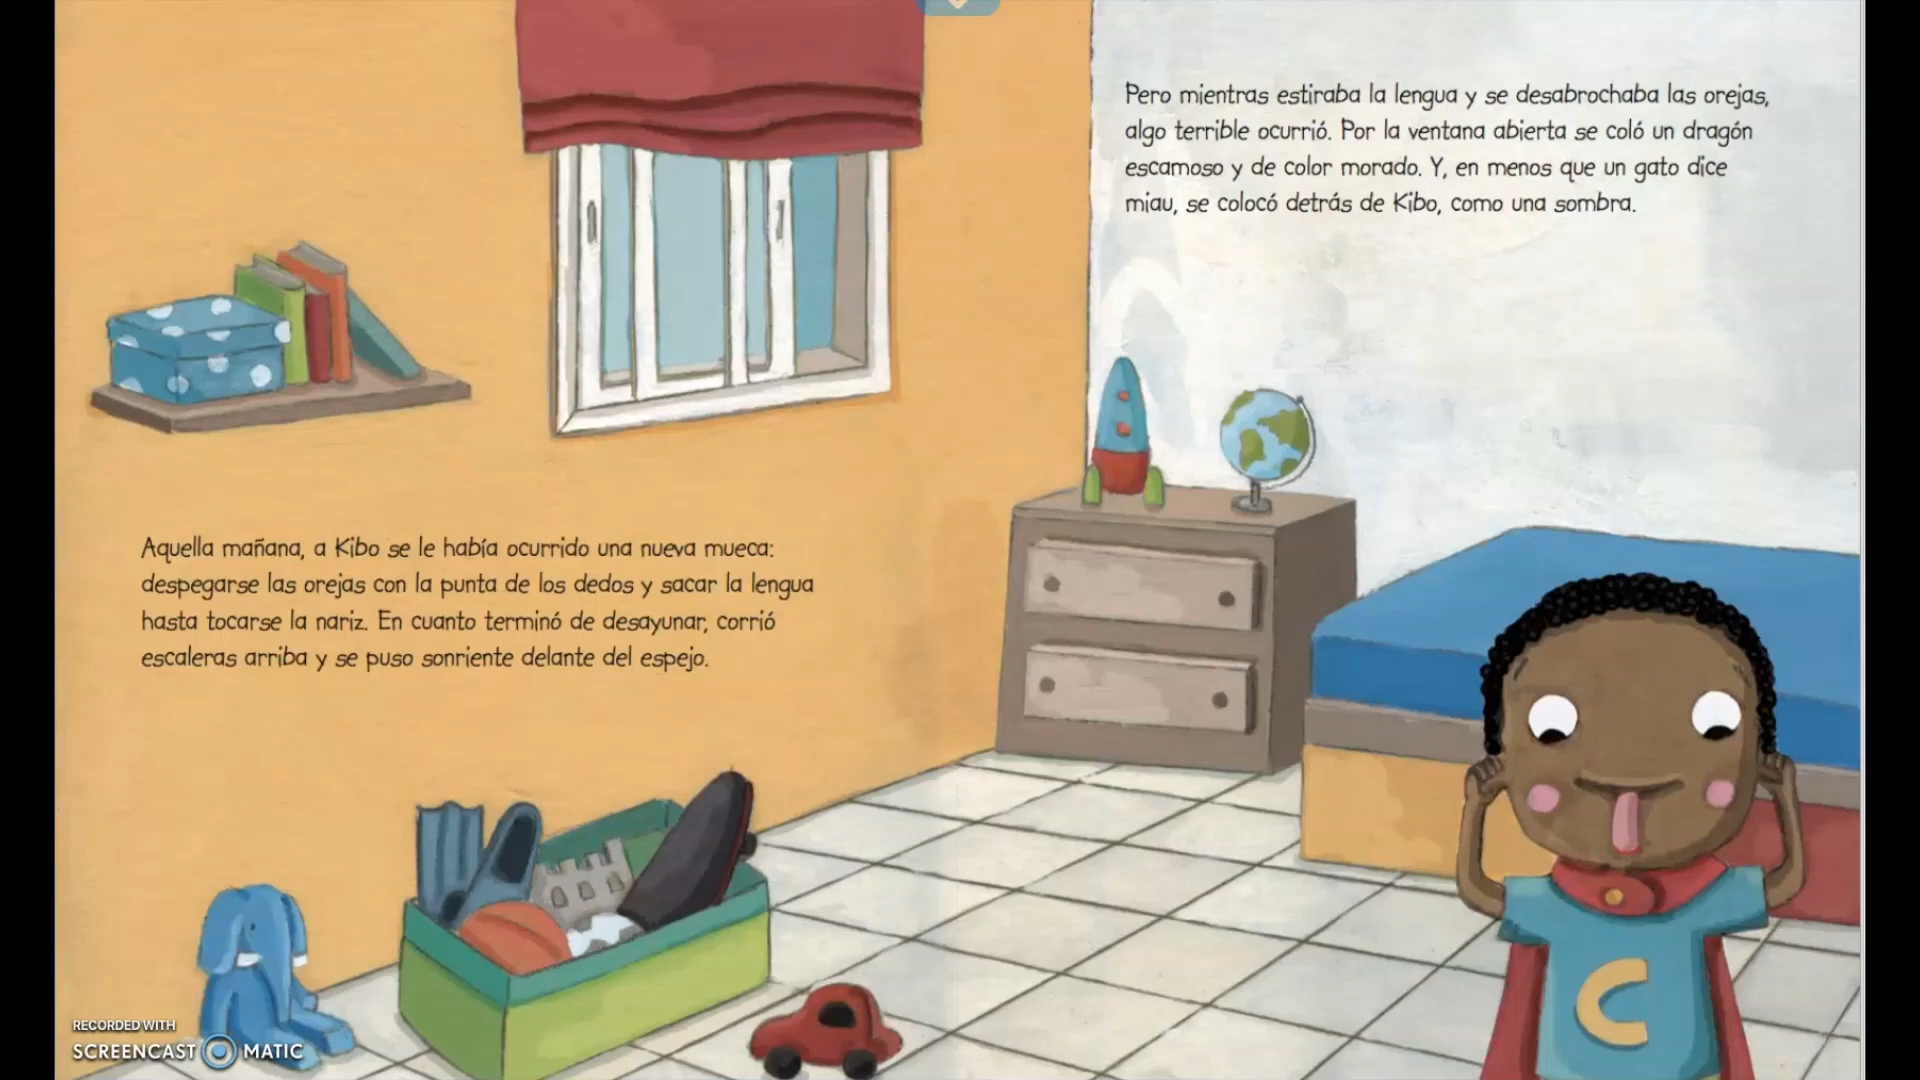 Aquella mañana, a Kibo se le había ocurrido una nueva mueca:
despegarse las orejas con la punta de los dedos y sacar la lengua
hasta tocarse la nariz. En cuanto terminó de desayunar, corrió
escaleras arriba y se puso sonriente delante del espejo.
Pero mientras estiraba la lengua y se desabrochaba las orejas,
algo terrible ocurrió. Por la ventana abierta se coló un dragón
escamoso y de color morado. Y, en menos que un gato dice
miau, se colocó detrás de Kibo, como una sombra.
C
RECORDED WITH
SCREENCAST MATIC